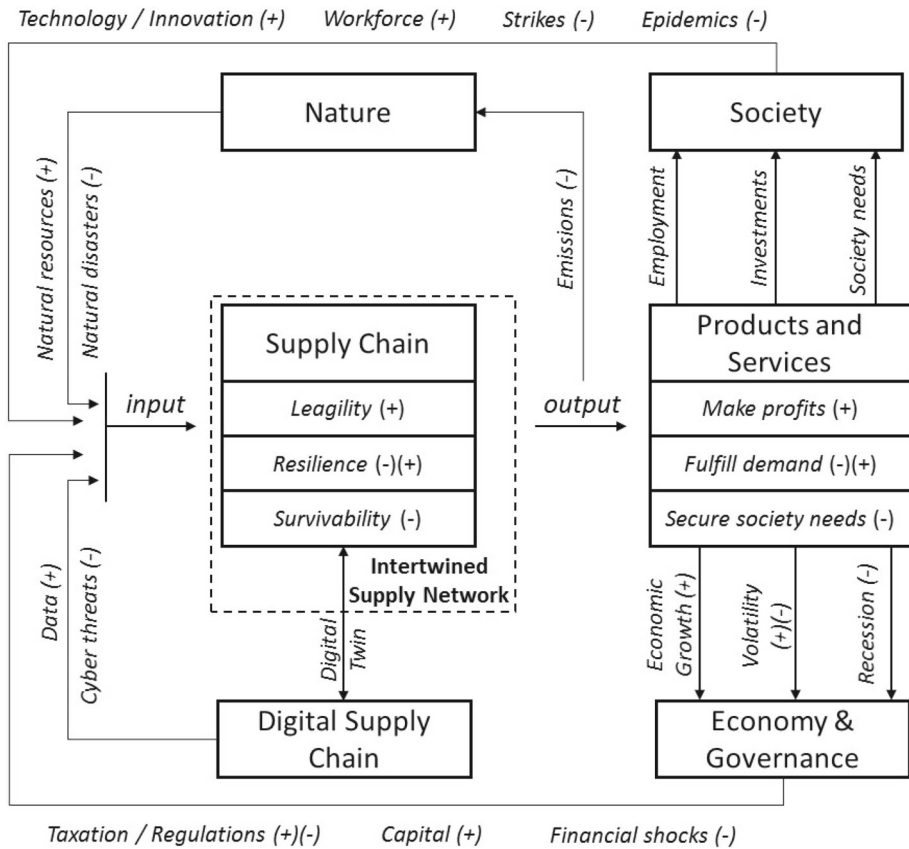 Technology / Innovation (+) Workforce (+) Strikes (-) Epidemics (-)
Nature
Society
Natural resources (+)
Natural disasters (-)
Emissions (-)
Employment
Investments
Society needs
Supply Chain
Leagility (+)
Resilience (-)(+)
Survivability (-)
Intertwined
Supply Network
input
output
Products and
Services
Make profits (+)
Fulfill demand (-)(+)
Secure society needs (-)
Data (+)
Cyber threats (-)
Digital
Twin
Economic
Growth (+)
Volatility
(+)(-)
Recession (-)
Digital Supply
Chain
Economy &
Governance
Taxation / Regulations (+)(-) Capital (+) Financial shocks (-)